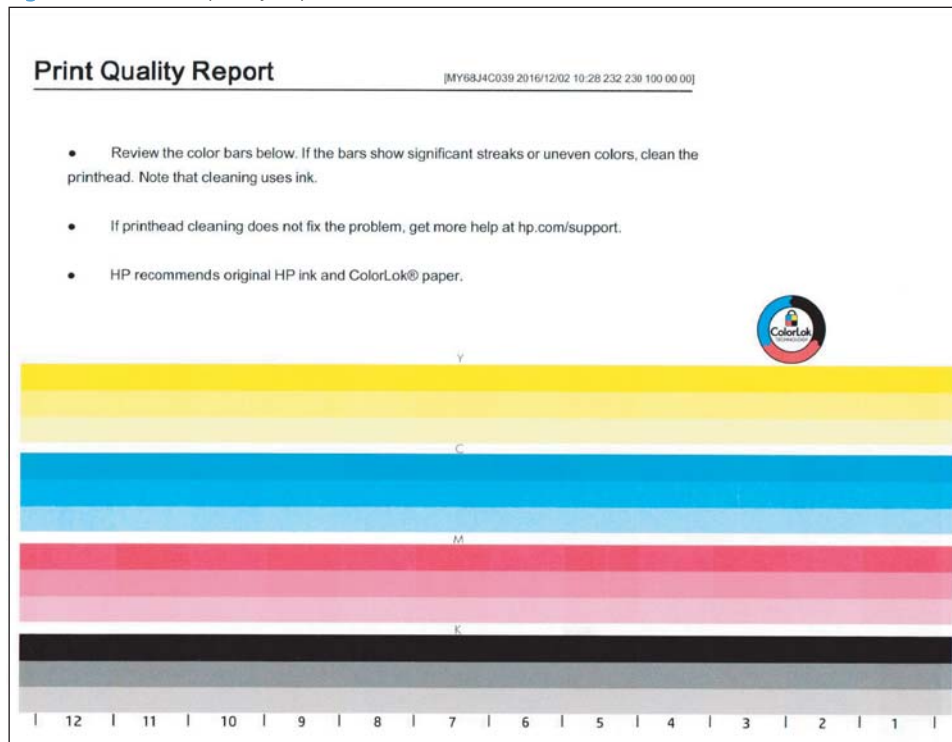 Print Quality Report
[MY68J4C039 2016/12/02 10:28 232 230 100 00 00]
● Review the color bars below. If the bars show significant streaks or uneven colors, clean the
printhead. Note that cleaning uses ink.
● If printhead cleaning does not fix the problem, get more help at hp.com/support.
● HP recommends original HP ink and ColorLok® paper.
ColorLok
TECHNOLOGY
Y
C
M
K
| 12 | 11 | 10 | 9 | 8 | 7 | 6 | 5 | 4 | 3 | 2 | 1 |